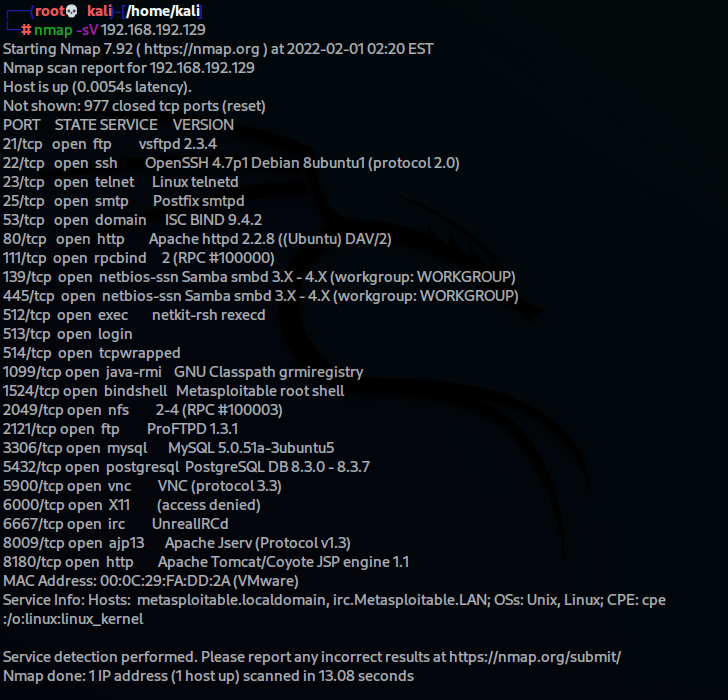 ┌──(root💀kali)-[/home/kali]
└─# nmap -sV 192.168.192.129
Starting Nmap 7.92 ( https://nmap.org ) at 2022-02-01 02:20 EST
Nmap scan report for 192.168.192.129
Host is up (0.0054s latency).
Not shown: 977 closed tcp ports (reset)
PORT STATE SERVICE VERSION
21/tcp open ftp vsftpd 2.3.4
22/tcp open ssh OpenSSH 4.7p1 Debian 8ubuntu1 (protocol 2.0)
23/tcp open telnet Linux telnetd
25/tcp open smtp Postfix smtpd
53/tcp open domain ISC BIND 9.4.2
80/tcp open http Apache httpd 2.2.8 ((Ubuntu) DAV/2)
111/tcp open rpcbind 2 (RPC #100000)
139/tcp open netbios-ssn Samba smbd 3.X - 4.X (workgroup: WORKGROUP)
445/tcp open netbios-ssn Samba smbd 3.X - 4.X (workgroup: WORKGROUP)
512/tcp open exec netkit-rsh rexecd
513/tcp open login
514/tcp open tcpwrapped
1099/tcp open java-rmi GNU Classpath grmiregistry
1524/tcp open bindshell Metasploitable root shell
2049/tcp open nfs 2-4 (RPC #100003)
2121/tcp open ftp ProFTPD 1.3.1
3306/tcp open mysql MySQL 5.0.51a-3ubuntu5
5432/tcp open postgresql PostgreSQL DB 8.3.0 - 8.3.7
5900/tcp open vnc VNC (protocol 3.3)
6000/tcp open X11 (access denied)
6667/tcp open irc UnrealIRCd
8009/tcp open ajp13 Apache Jserv (Protocol v1.3)
8180/tcp open http Apache Tomcat/Coyote JSP engine 1.1
MAC Address: 00:0C:29:FA:DD:2A (VMware)
Service Info: Hosts: metasploitable.localdomain, irc.Metasploitable.LAN; OSs: Unix, Linux; CPE: cpe
:/o:linux:linux_kernel

Service detection performed. Please report any incorrect results at https://nmap.org/submit/
Nmap done: 1 IP address (1 host up) scanned in 13.08 seconds